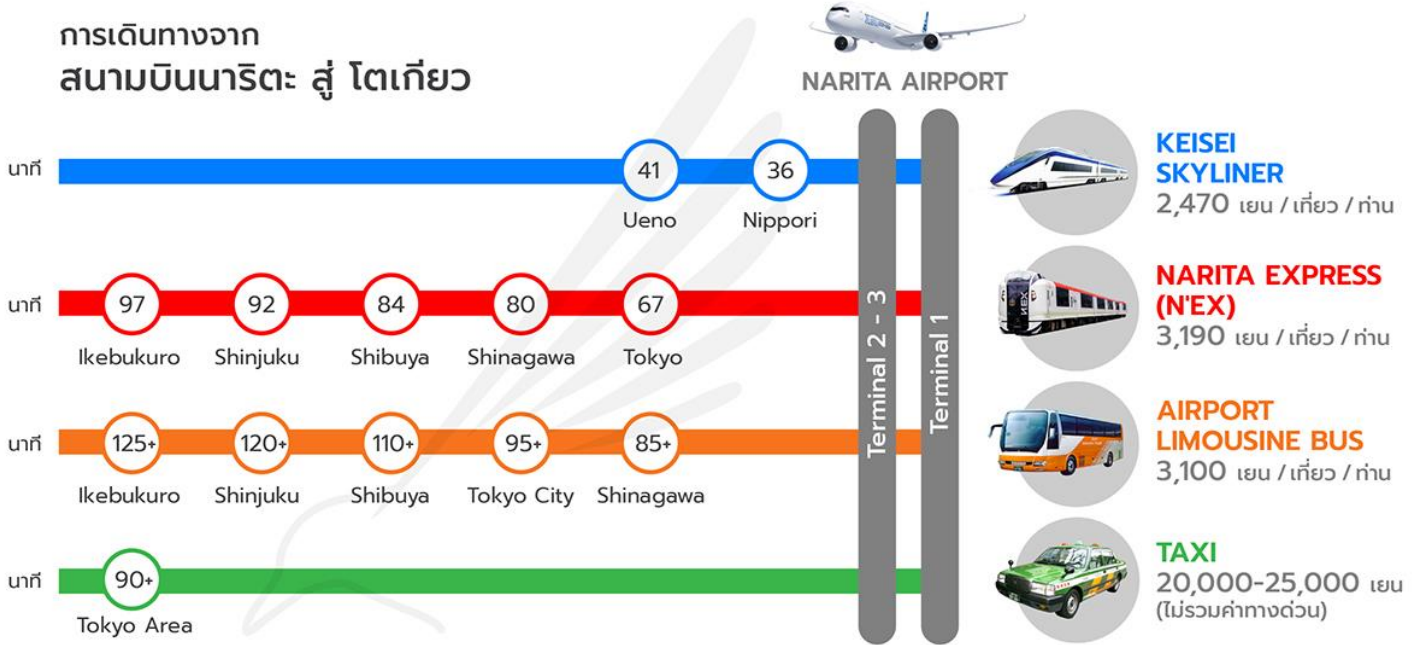 การเดินทางจาก
สนามบินนาริตะ สู่ โตเกียว
NARITA AIRPORT
นาที
41
36
Ueno
Nippori
KEISEI
SKYLINER
2,470 เยน / เที่ยว / ท่าน
นาที
97
92
84
80
67
Ikebukuro
Shinjuku
Shibuya
Shinagawa
Tokyo
NARITA EXPRESS
(N'EX)
3,190 เยน / เที่ยว / ท่าน
Terminal 2 - 3
Terminal 1
นาที
125+
120+
110+
95+
85+
Ikebukuro
Shinjuku
Shibuya
Tokyo City
Shinagawa
AIRPORT
LIMOUSINE BUS
3,100 เยน / เที่ยว / ท่าน
นาที
90+
Tokyo Area
TAXI
20,000-25,000 เยน
(ไม่รวมค่าทางด่วน)